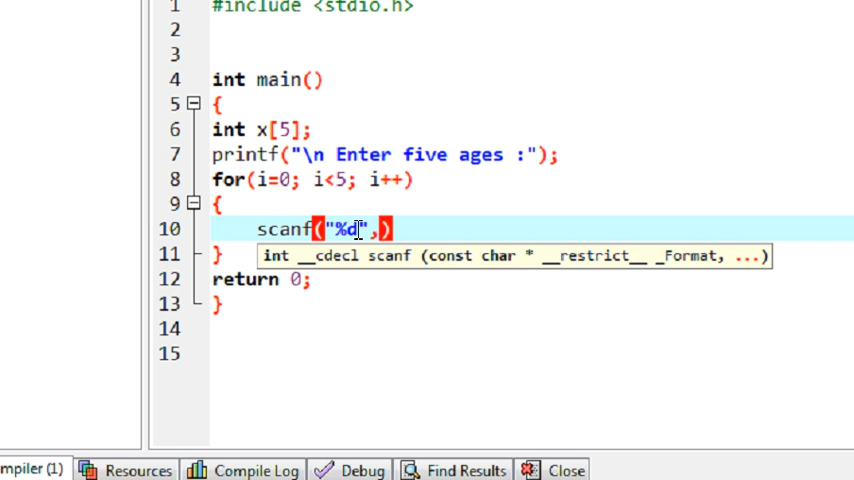 1 #include <stdio.h>
2
3
4 int main()
5 {
6 int x[5];
7 printf("\n Enter five ages :");
8 for(i=0; i<5; i++)
9 {
10 scanf("%d",)
11 }
int __cdecl scanf (const char * __restrict__ _Format, ...)
12 return 0;
13 }
14
15
mpiler (1) Resources Compile Log Debug Find Results Close